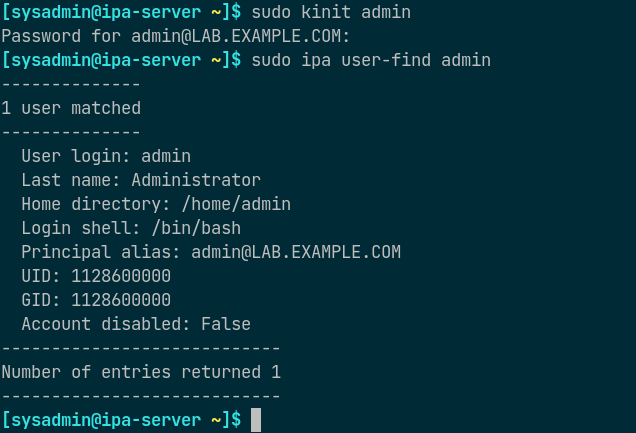 [sysadmin@ipa-server ~]$ sudo kinit admin
Password for admin@LAB.EXAMPLE.COM:
[sysadmin@ipa-server ~]$ sudo ipa user-find admin
--------------
1 user matched
--------------
  User login: admin
  Last name: Administrator
  Home directory: /home/admin
  Login shell: /bin/bash
  Principal alias: admin@LAB.EXAMPLE.COM
  UID: 1128600000
  GID: 1128600000
  Account disabled: False
----------------------------
Number of entries returned 1
----------------------------
[sysadmin@ipa-server ~]$